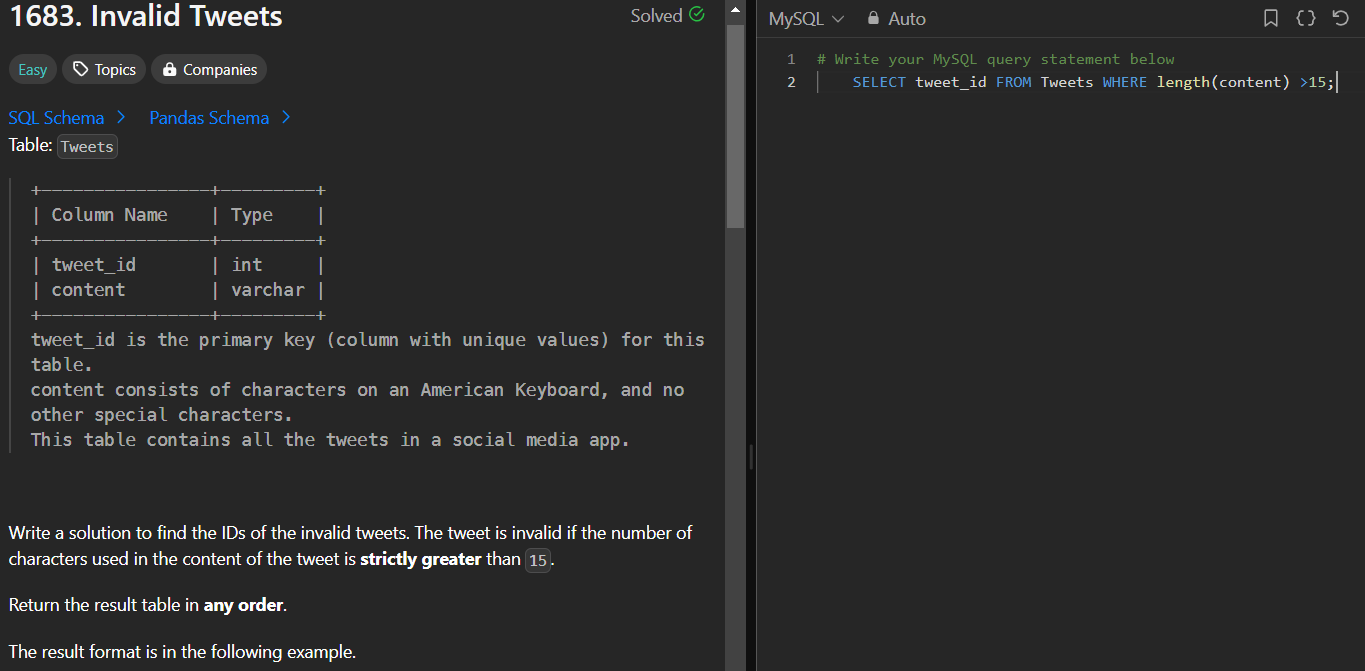 1683. Invalid Tweets
Solved
Easy
Topics
Companies
SQL Schema
Pandas Schema
Table: Tweets
+----------------+---------+
| Column Name    | Type    |
+----------------+---------+
| tweet_id       | int     |
| content        | varchar |
+----------------+---------+
tweet_id is the primary key (column with unique values) for this
table.
content consists of characters on an American Keyboard, and no
other special characters.
This table contains all the tweets in a social media app.
Write a solution to find the IDs of the invalid tweets. The tweet is invalid if the number of
characters used in the content of the tweet is strictly greater than 15.
Return the result table in any order.
The result format is in the following example.
MySQL
Auto
1 # Write your MySQL query statement below
2 SELECT tweet_id FROM Tweets WHERE length(content) >15;